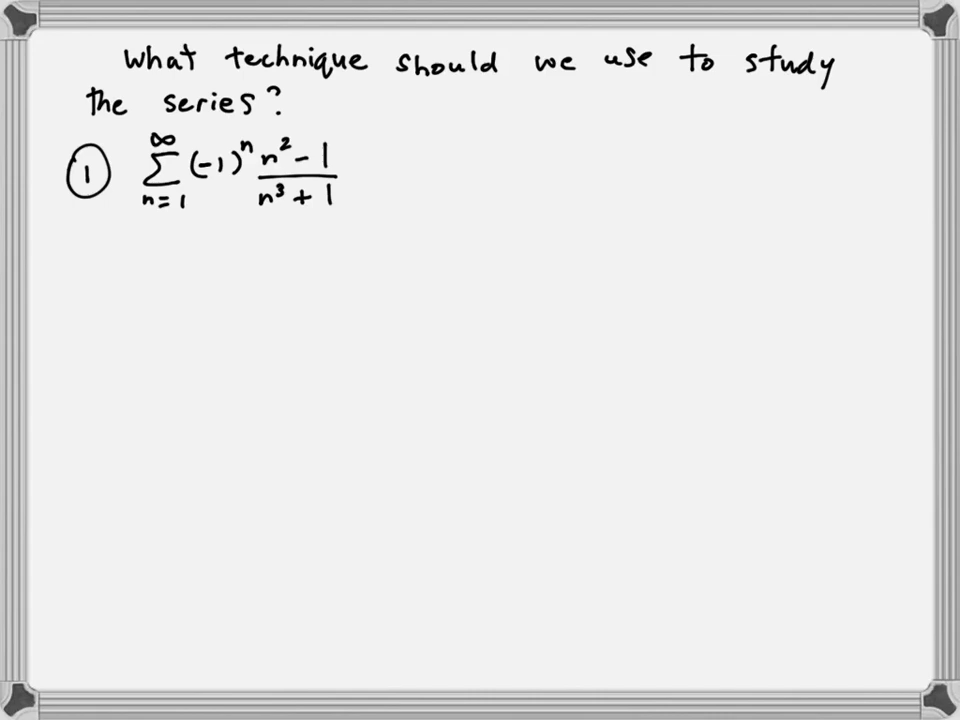 What technique should we use to study
the series?
① ∞ Σ n=1 (-1)^n (n² - 1)/(n³ + 1)